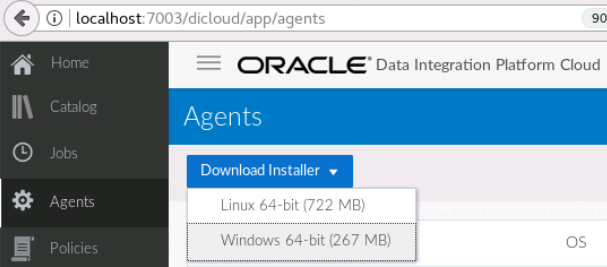 localhost:7003/dicloud/app/agents
90
Home
ORACLE® Data Integration Platform Cloud
Catalog
Agents
Jobs
Download Installer
Agents
Linux 64-bit (722 MB)
Windows 64-bit (267 MB)
OS
Policies